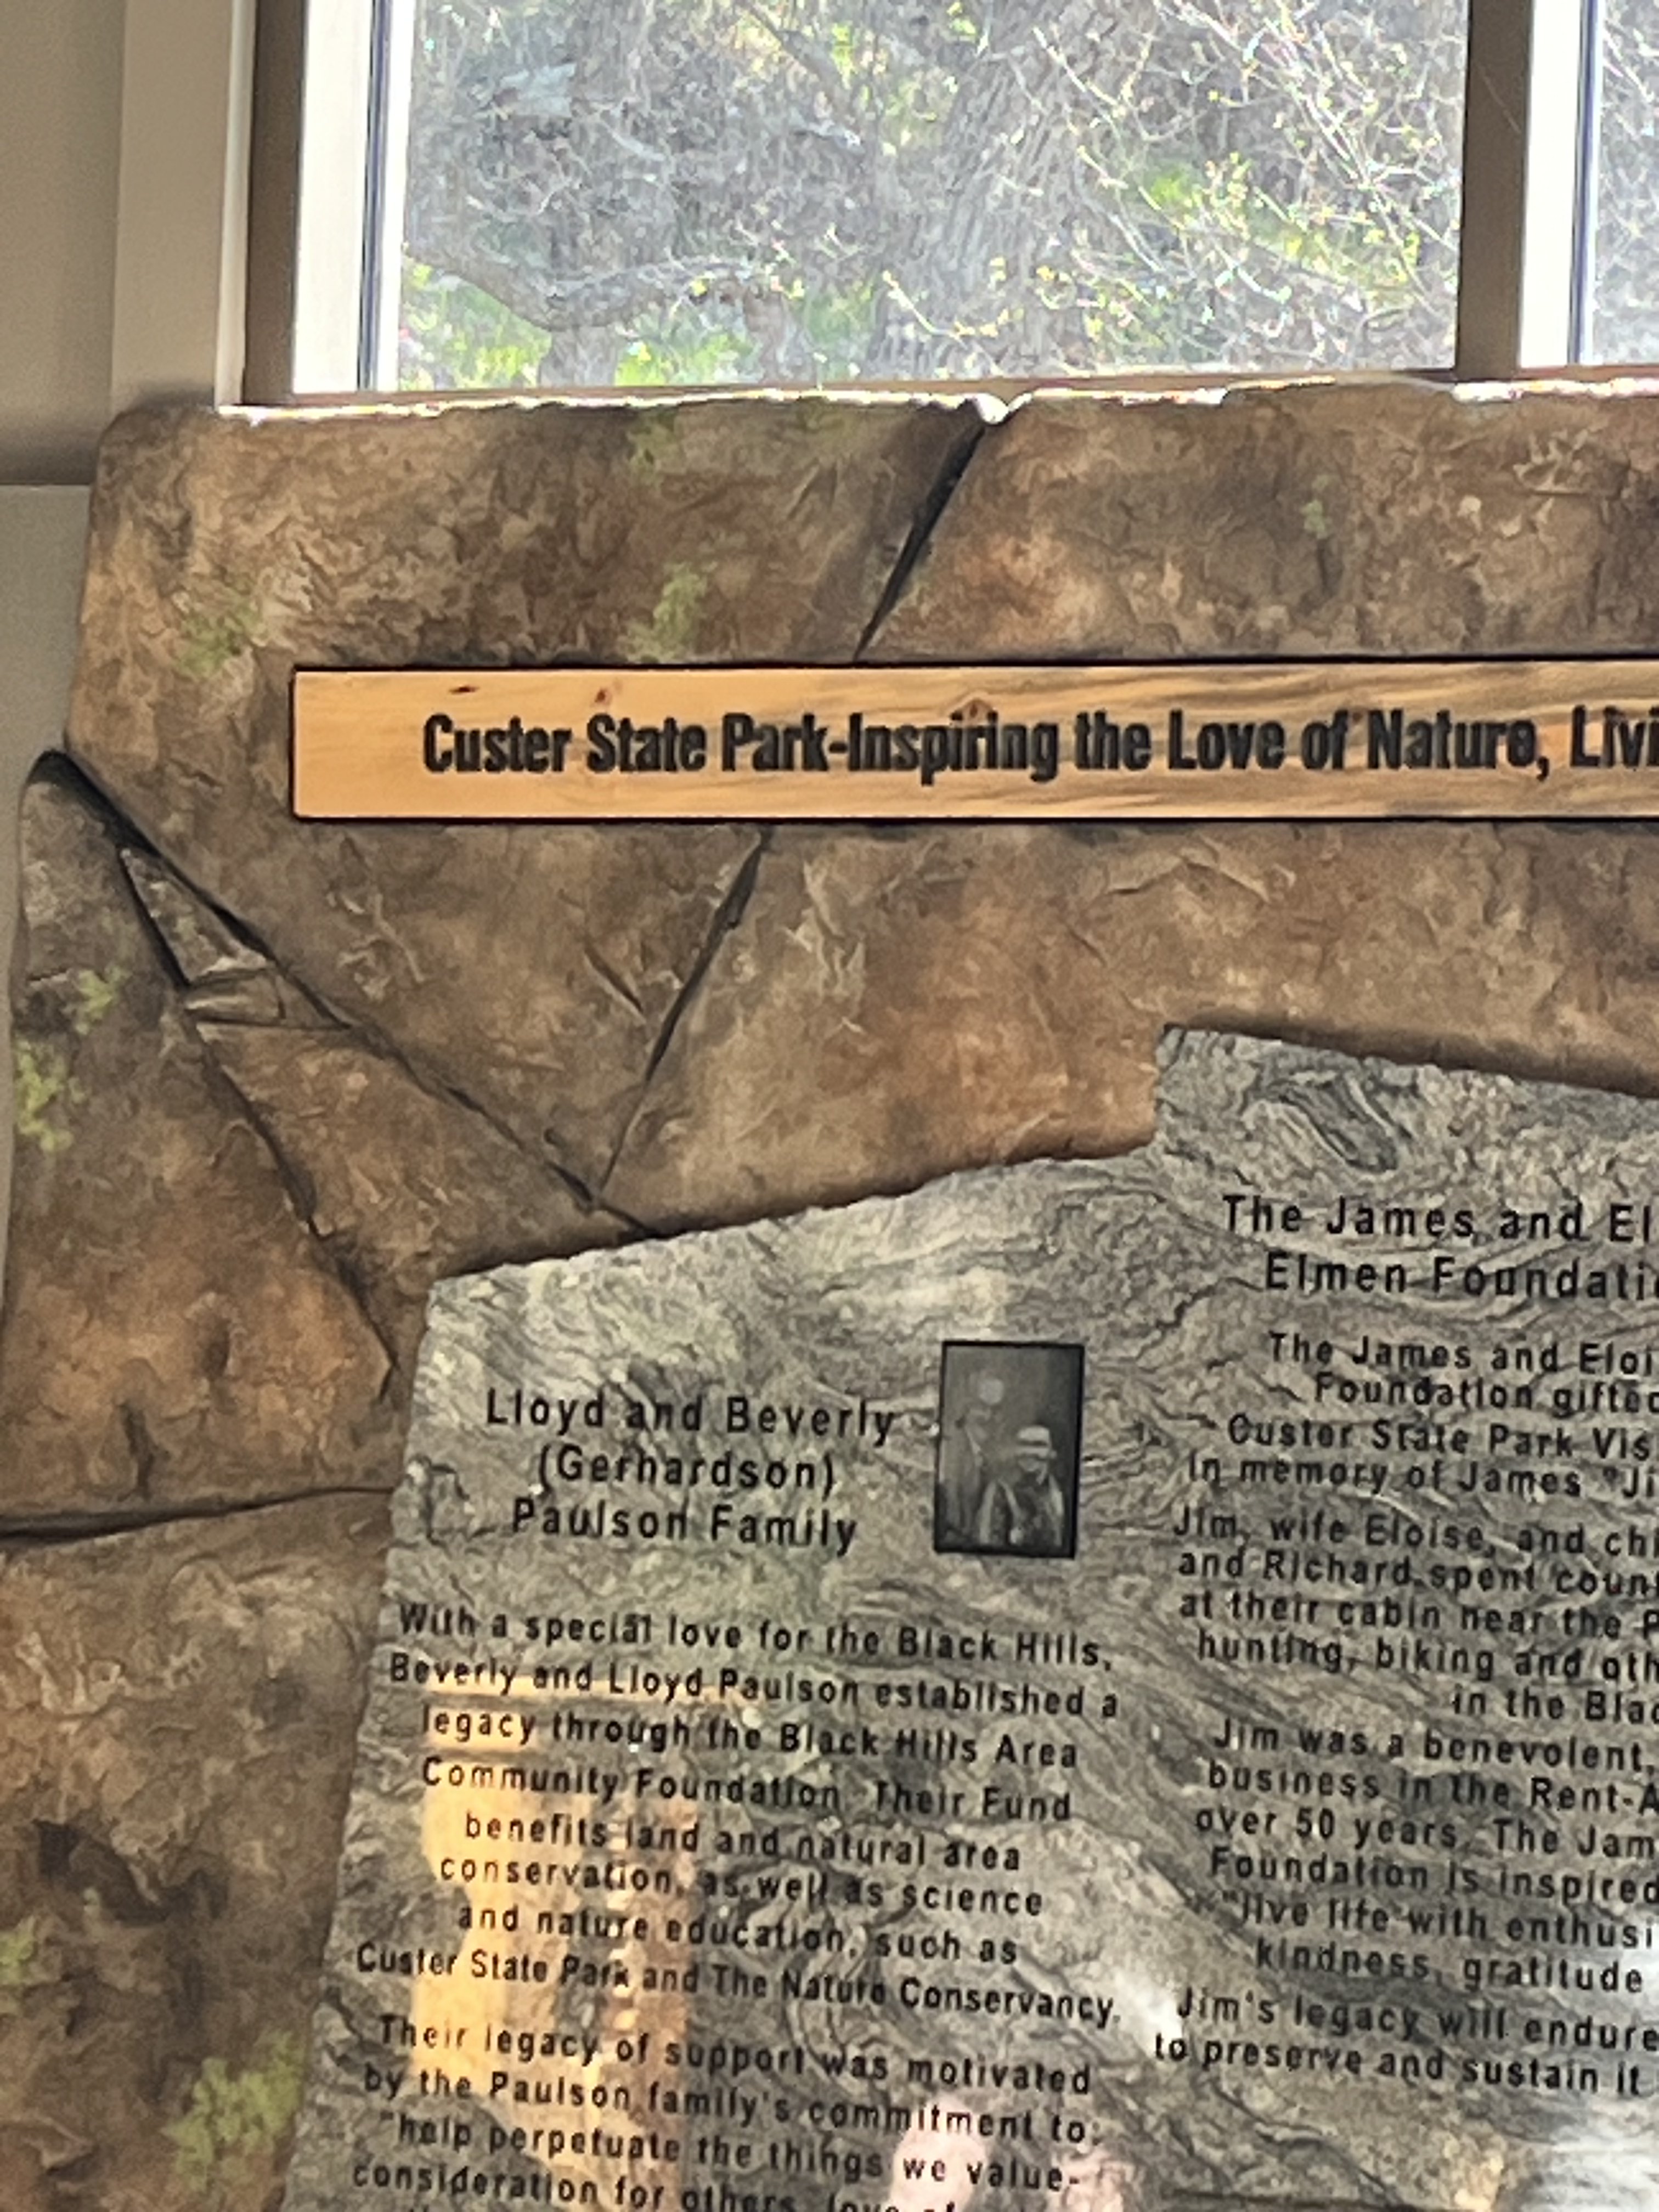 Custer State Park-Inspiring the Love of Nature, Livi
Lloyd and Beverly
(Gerhardson)
Paulson Family
With a special love for the Black Hills,
Beverly and Lloyd Paulson established a
legacy through the Black Hills Area
Community Foundation. Their Fund
benefits land and natural area
conservation, as well as science
and nature education, such as
Custer State Park and The Nature Conservancy.
Their legacy of support was motivated
by the Paulson family's commitment to:
"help perpetuate the things we value-
consideration for others, love of
The James and El
Elmen Foundatio
The James and Eloi
Foundation gifted
Custer State Park Vis
in memory of James "Ji
Jim, wife Eloise, and chi
and Richard spent count
at their cabin near the P
hunting, biking and oth
in the Blac
Jim was a benevolent,
business in the Rent-A
over 50 years. The Jam
Foundation is inspired
"live life with enthusi
kindness, gratitude
Jim's legacy will endure
to preserve and sustain it